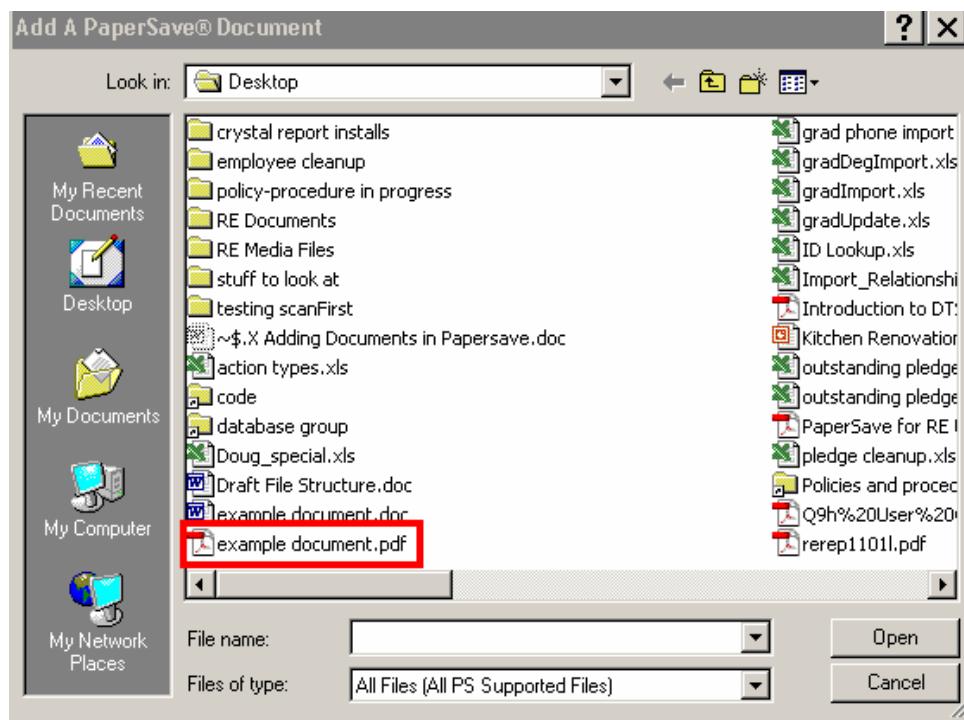 Add A PaperSave® Document
Look in:
Desktop
My Recent
Documents
Desktop
My Documents
My Computer
My Network
Places
crystal report installs
employee cleanup
policy-procedure in progress
RE Documents
RE Media Files
stuff to look at
testing scanFirst
~$.X Adding Documents in Papersave.doc
action types.xls
code
database group
Doug_special.xls
Draft File Structure.doc
example document.doc
example document.pdf
grad phone import
gradDegImport.xls
gradImport.xls
gradUpdate.xls
ID Lookup.xls
Import_Relationshi
Introduction to DT
Kitchen Renovation
outstanding pledge
outstanding pledge
PaperSave for RE
pledge cleanup.xls
Policies and proced
Q9h%20User%20
rerep1101l.pdf
File name:
Open
Files of type:
All Files (All PS Supported Files)
Cancel